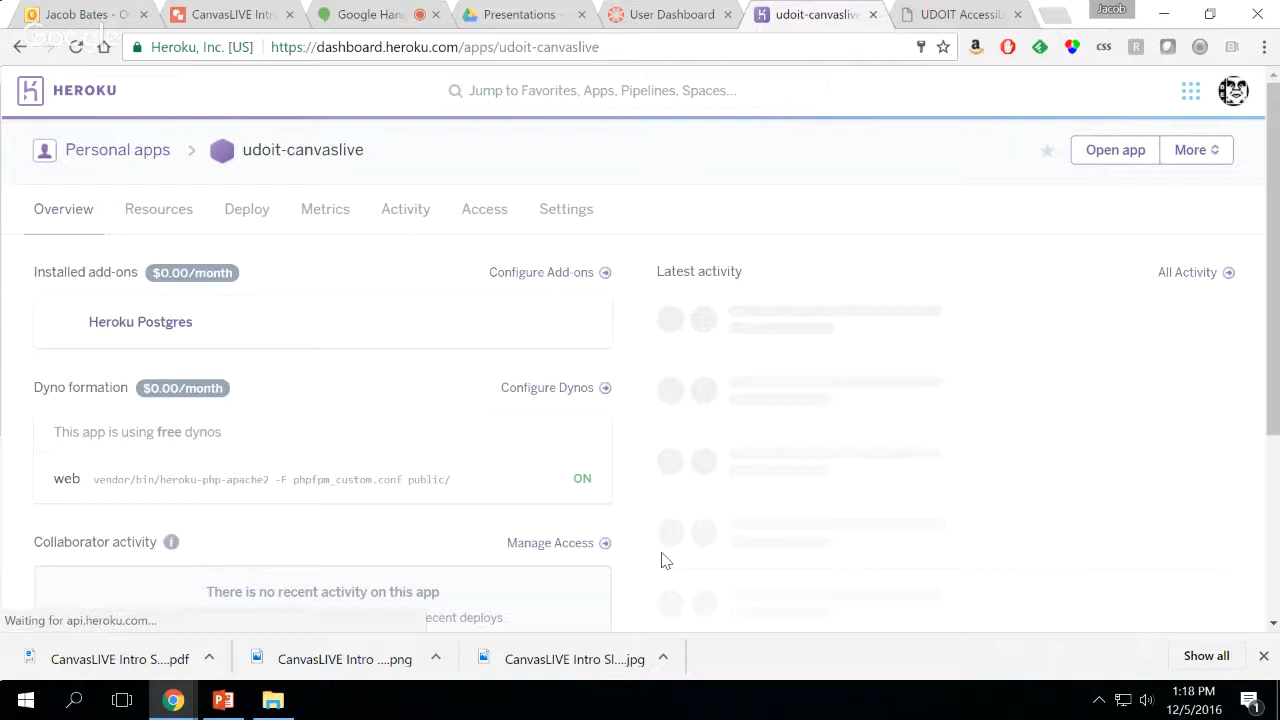 Jacob Bates -
CanvasLIVE Intro
Google Han
Presentations
User Dashboard
udoit-canvaslive
UDOIT Accessib
Jacob
Heroku, Inc. [US]
https://dashboard.heroku.com/apps/udoit-canvaslive
css
HEROKU
Jump to Favorites, Apps, Pipelines, Spaces...
Personal apps > udoit-canvaslive
Open app
More
Overview
Resources
Deploy
Metrics
Activity
Access
Settings
Installed add-ons $0.00/month
Configure Add-ons
Heroku Postgres
Dyno formation $0.00/month
Configure Dynos
This app is using free dynos
web vendor/bin/heroku-php-apache2 -F phpfpm_custom.conf public/ ON
Collaborator activity
Manage Access
There is no recent activity on this app
ecent deploys
Latest activity
All Activity
Waiting for api.heroku.com...
CanvasLIVE Intro S....pdf
CanvasLIVE Intro ....png
CanvasLIVE Intro Sl....jpg
Show all
1:18 PM
12/5/2016